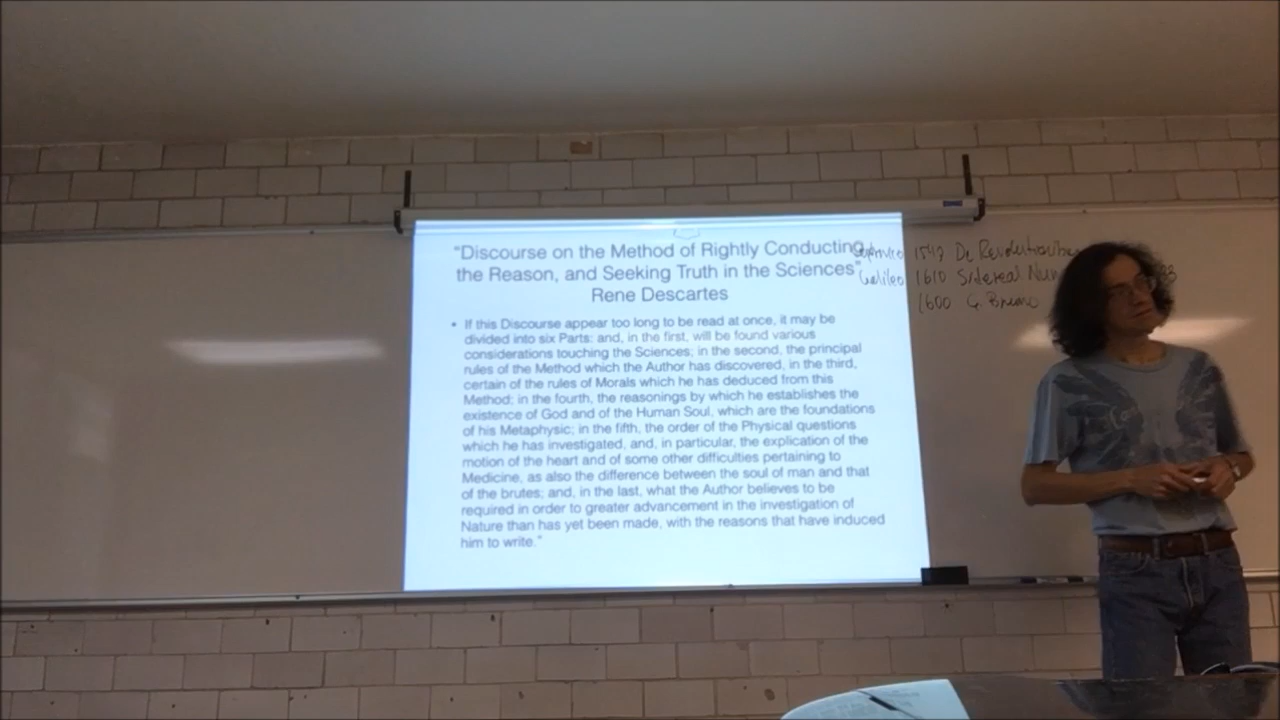 "Discourse on the Method of Rightly Conducting
the Reason, and Seeking Truth in the Sciences"
Rene Descartes
• If this Discourse appear too long to be read at once, it may be
divided into six Parts: and, in the first, will be found various
considerations touching the Sciences; in the second, the principal
rules of the Method which the Author has discovered, in the third,
certain of the rules of Morals which he has deduced from this
Method; in the fourth, the reasonings by which he establishes the
existence of God and of the Human Soul, which are the foundations
of his Metaphysic; in the fifth, the order of the Physical questions
which he has investigated, and, in particular, the explication of the
motion of the heart and of some other difficulties pertaining to
Medicine, as also the difference between the soul of man and that
of the brutes; and, in the last, what the Author believes to be
required in order to greater advancement in the investigation of
Nature than has yet been made, with the reasons that have induced
him to write."
De
Galileo 1610
1600 G. Bruno